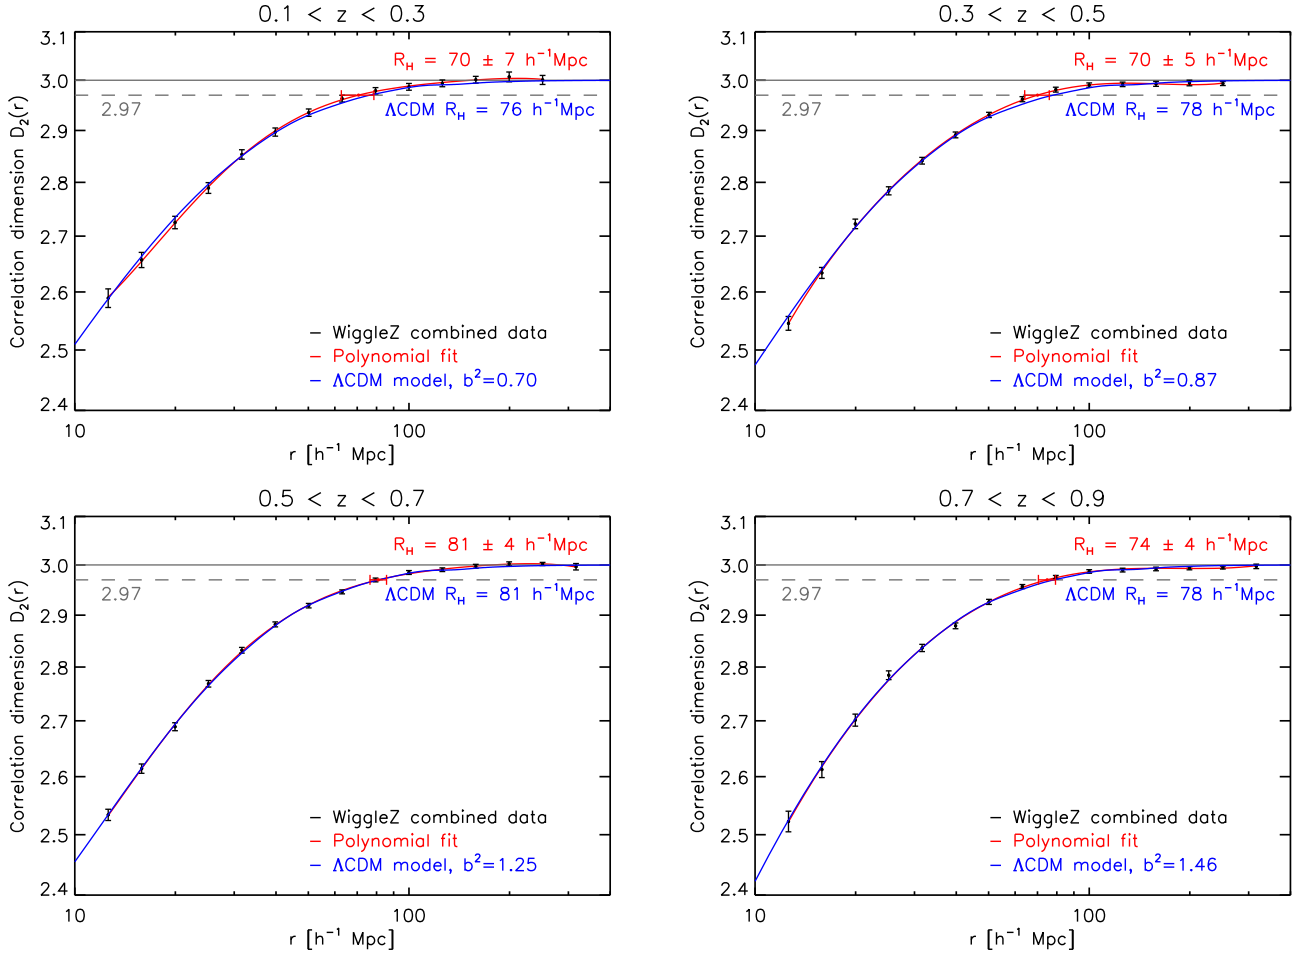 0.1 < z < 0.3
3.1
3.0
2.9
2.8
2.7
2.6
2.5
2.4
Correlation dimension D₂(r)
R_H = 70 ± 7 h⁻¹Mpc
2.97
ΛCDM R_H = 76 h⁻¹Mpc
WiggleZ combined data
Polynomial fit
ΛCDM model, b²=0.70
10
100
r [h⁻¹ Mpc]
0.3 < z < 0.5
3.1
3.0
2.9
2.8
2.7
2.6
2.5
2.4
Correlation dimension D₂(r)
R_H = 70 ± 5 h⁻¹Mpc
2.97
ΛCDM R_H = 78 h⁻¹Mpc
WiggleZ combined data
Polynomial fit
ΛCDM model, b²=0.87
10
100
r [h⁻¹ Mpc]
0.5 < z < 0.7
3.1
3.0
2.9
2.8
2.7
2.6
2.5
2.4
Correlation dimension D₂(r)
R_H = 81 ± 4 h⁻¹Mpc
2.97
ΛCDM R_H = 81 h⁻¹Mpc
WiggleZ combined data
Polynomial fit
ΛCDM model, b²=1.25
10
100
r [h⁻¹ Mpc]
0.7 < z < 0.9
3.1
3.0
2.9
2.8
2.7
2.6
2.5
2.4
Correlation dimension D₂(r)
R_H = 74 ± 4 h⁻¹Mpc
2.97
ΛCDM R_H = 78 h⁻¹Mpc
WiggleZ combined data
Polynomial fit
ΛCDM model, b²=1.46
10
100
r [h⁻¹ Mpc]